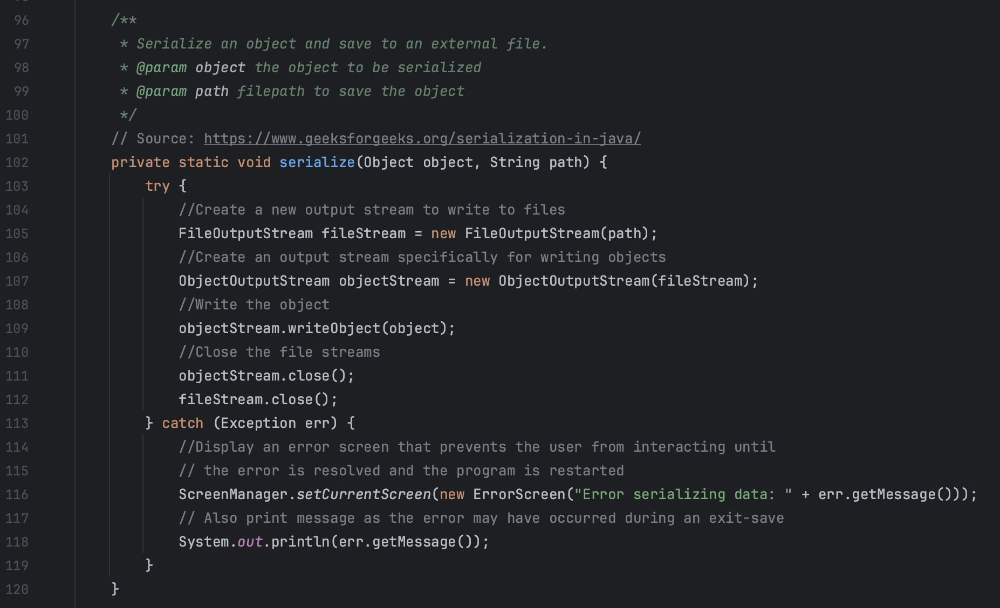 96 /**
97 * Serialize an object and save to an external file.
98 * @param object the object to be serialized
99 * @param path filepath to save the object
100 */
101 // Source: https://www.geeksforgeeks.org/serialization-in-java/
102 private static void serialize(Object object, String path) {
103 try {
104 //Create a new output stream to write to files
105 FileOutputStream fileStream = new FileOutputStream(path);
106 //Create an output stream specifically for writing objects
107 ObjectOutputStream objectStream = new ObjectOutputStream(fileStream);
108 //Write the object
109 objectStream.writeObject(object);
110 //Close the file streams
111 objectStream.close();
112 fileStream.close();
113 } catch (Exception err) {
114 //Display an error screen that prevents the user from interacting until
115 // the error is resolved and the program is restarted
116 ScreenManager.setCurrentScreen(new ErrorScreen("Error serializing data: " + err.getMessage()));
117 // Also print message as the error may have occurred during an exit-save
118 System.out.println(err.getMessage());
119 }
120 }